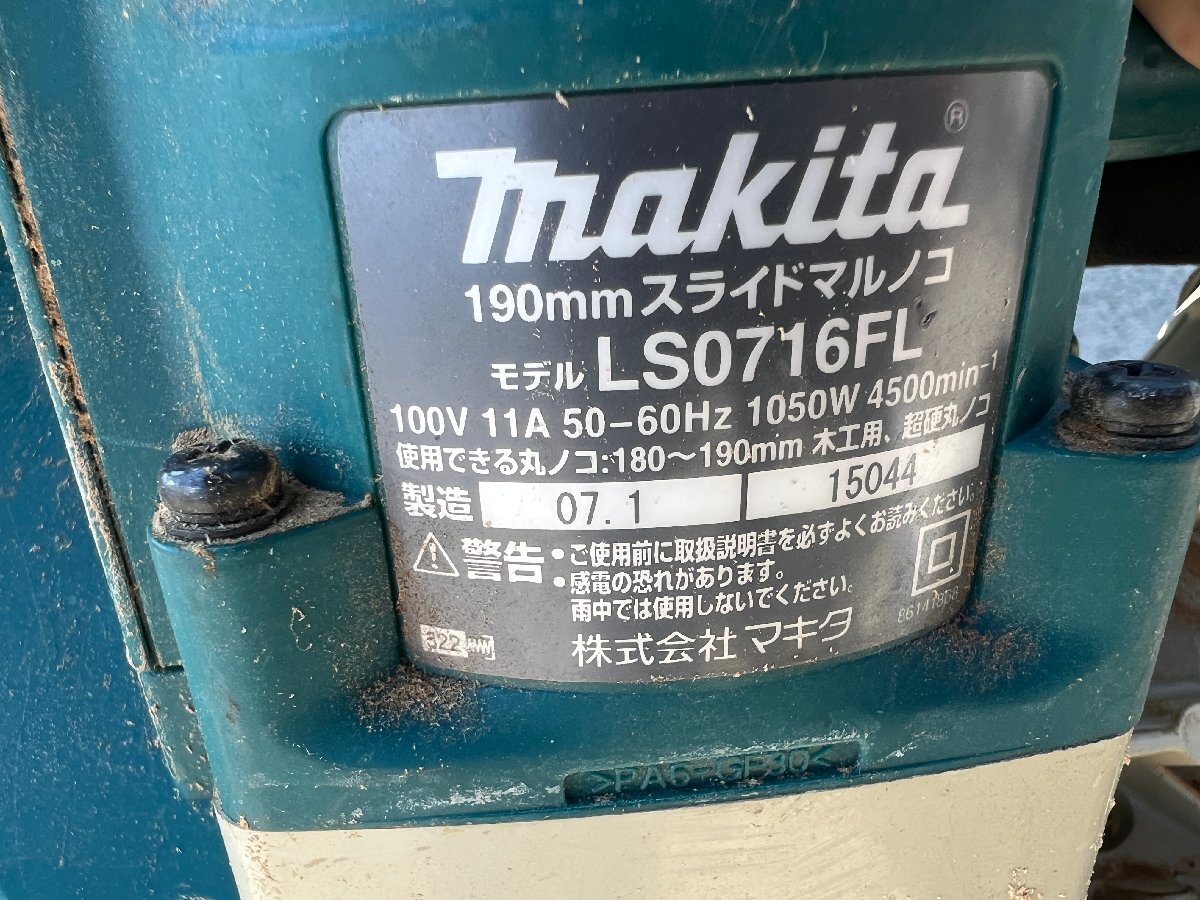 makita ®
190mmスライドマルノコ
モデル LS0716FL
100V 11A 50-60Hz 1050W 4500min-1
使用できる丸ノコ:180〜190mm 木工用、超硬丸ノコ
製造 07.1 15044
警告 ・ご使用前に取扱説明書を必ずよくお読みください。
・感電の恐れがあります。
雨中では使用しないでください。
322
株式会社マキタ
>PA6-GF30<